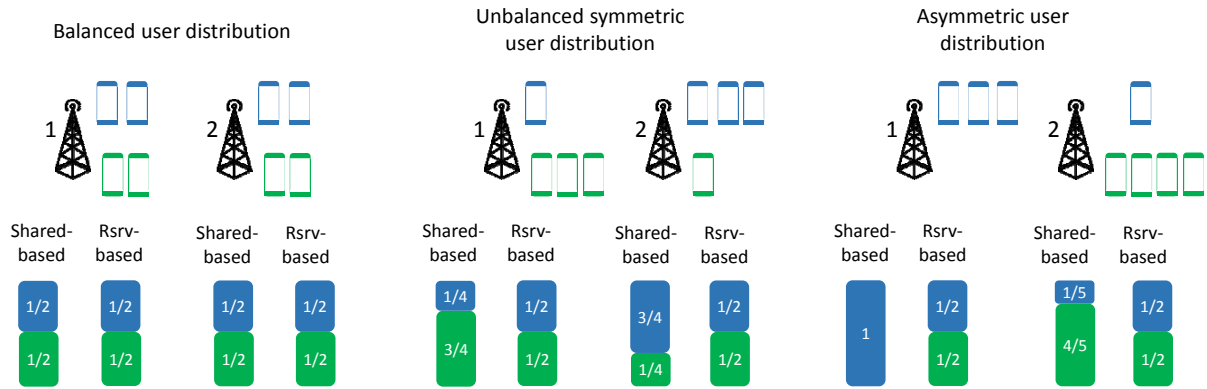 Balanced user distribution
Unbalanced symmetric
user distribution
Asymmetric user
distribution
1
2
1
2
1
2
Shared-
based
Rsrv-
based
Shared-
based
Rsrv-
based
Shared-
based
Rsrv-
based
Shared-
based
Rsrv-
based
Shared-
based
Rsrv-
based
Shared-
based
Rsrv-
based
1/2
1/2
1/2
1/2
1/4
1/2
3/4
1/2
1
1/2
1/5
1/2
1/2
1/2
1/2
1/2
3/4
1/2
1/4
1/2
1/2
4/5
1/2